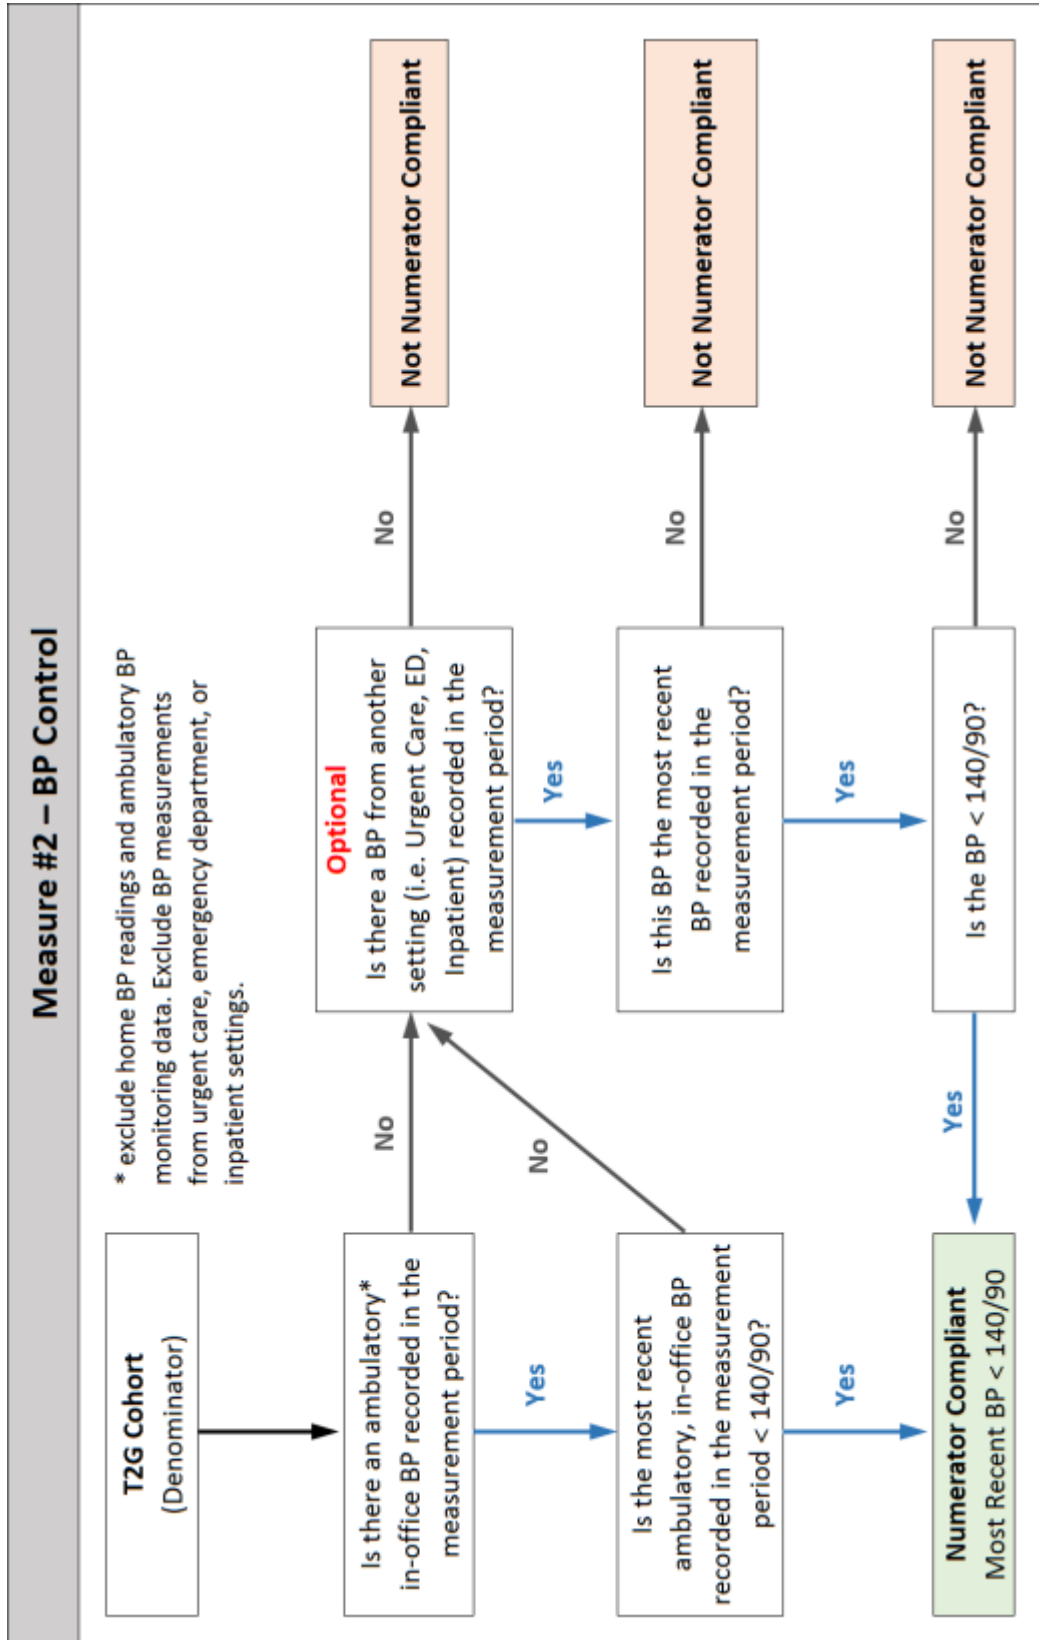 Measure #2 – BP Control
T2G Cohort
(Denominator)
* exclude home BP readings and ambulatory BP
monitoring data. Exclude BP measurements
from urgent care, emergency department, or
inpatient settings.
Is there an ambulatory*
in-office BP recorded in the
measurement period?
No
Optional
Is there a BP from another
setting (i.e. Urgent Care, ED,
Inpatient) recorded in the
measurement period?
No
Not Numerator Compliant
Yes
No
Yes
Is the most recent
ambulatory, in-office BP
recorded in the measurement
period < 140/90?
Is this BP the most recent
BP recorded in the
measurement period?
No
Not Numerator Compliant
Yes
Yes
Numerator Compliant
Most Recent BP < 140/90
Yes
Is the BP < 140/90?
No
Not Numerator Compliant